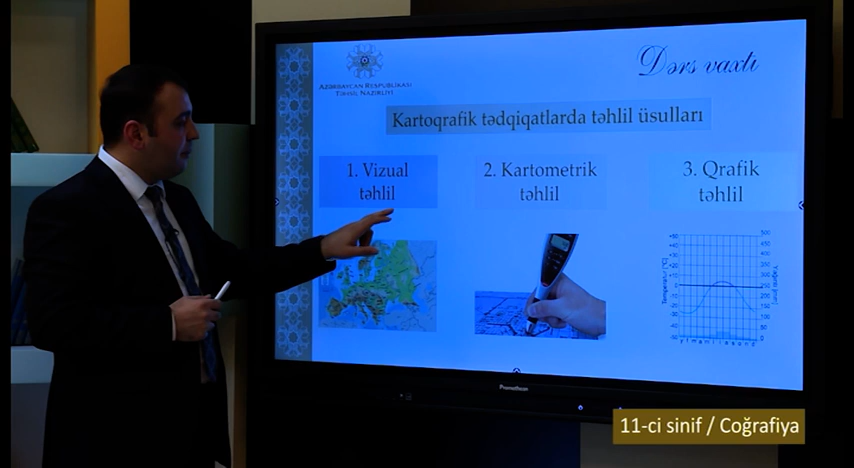 AZƏRBAYCAN RESPUBLİKASI
TƏHSİL NAZİRLİYİ
Dərs vaxtı
Kartoqrafik tədqiqatlarda təhlil üsulları
1. Vizual
təhlil
2. Kartometrik
təhlil
3. Qrafik
təhlil
Promethean
11-ci sinif / Coğrafiya